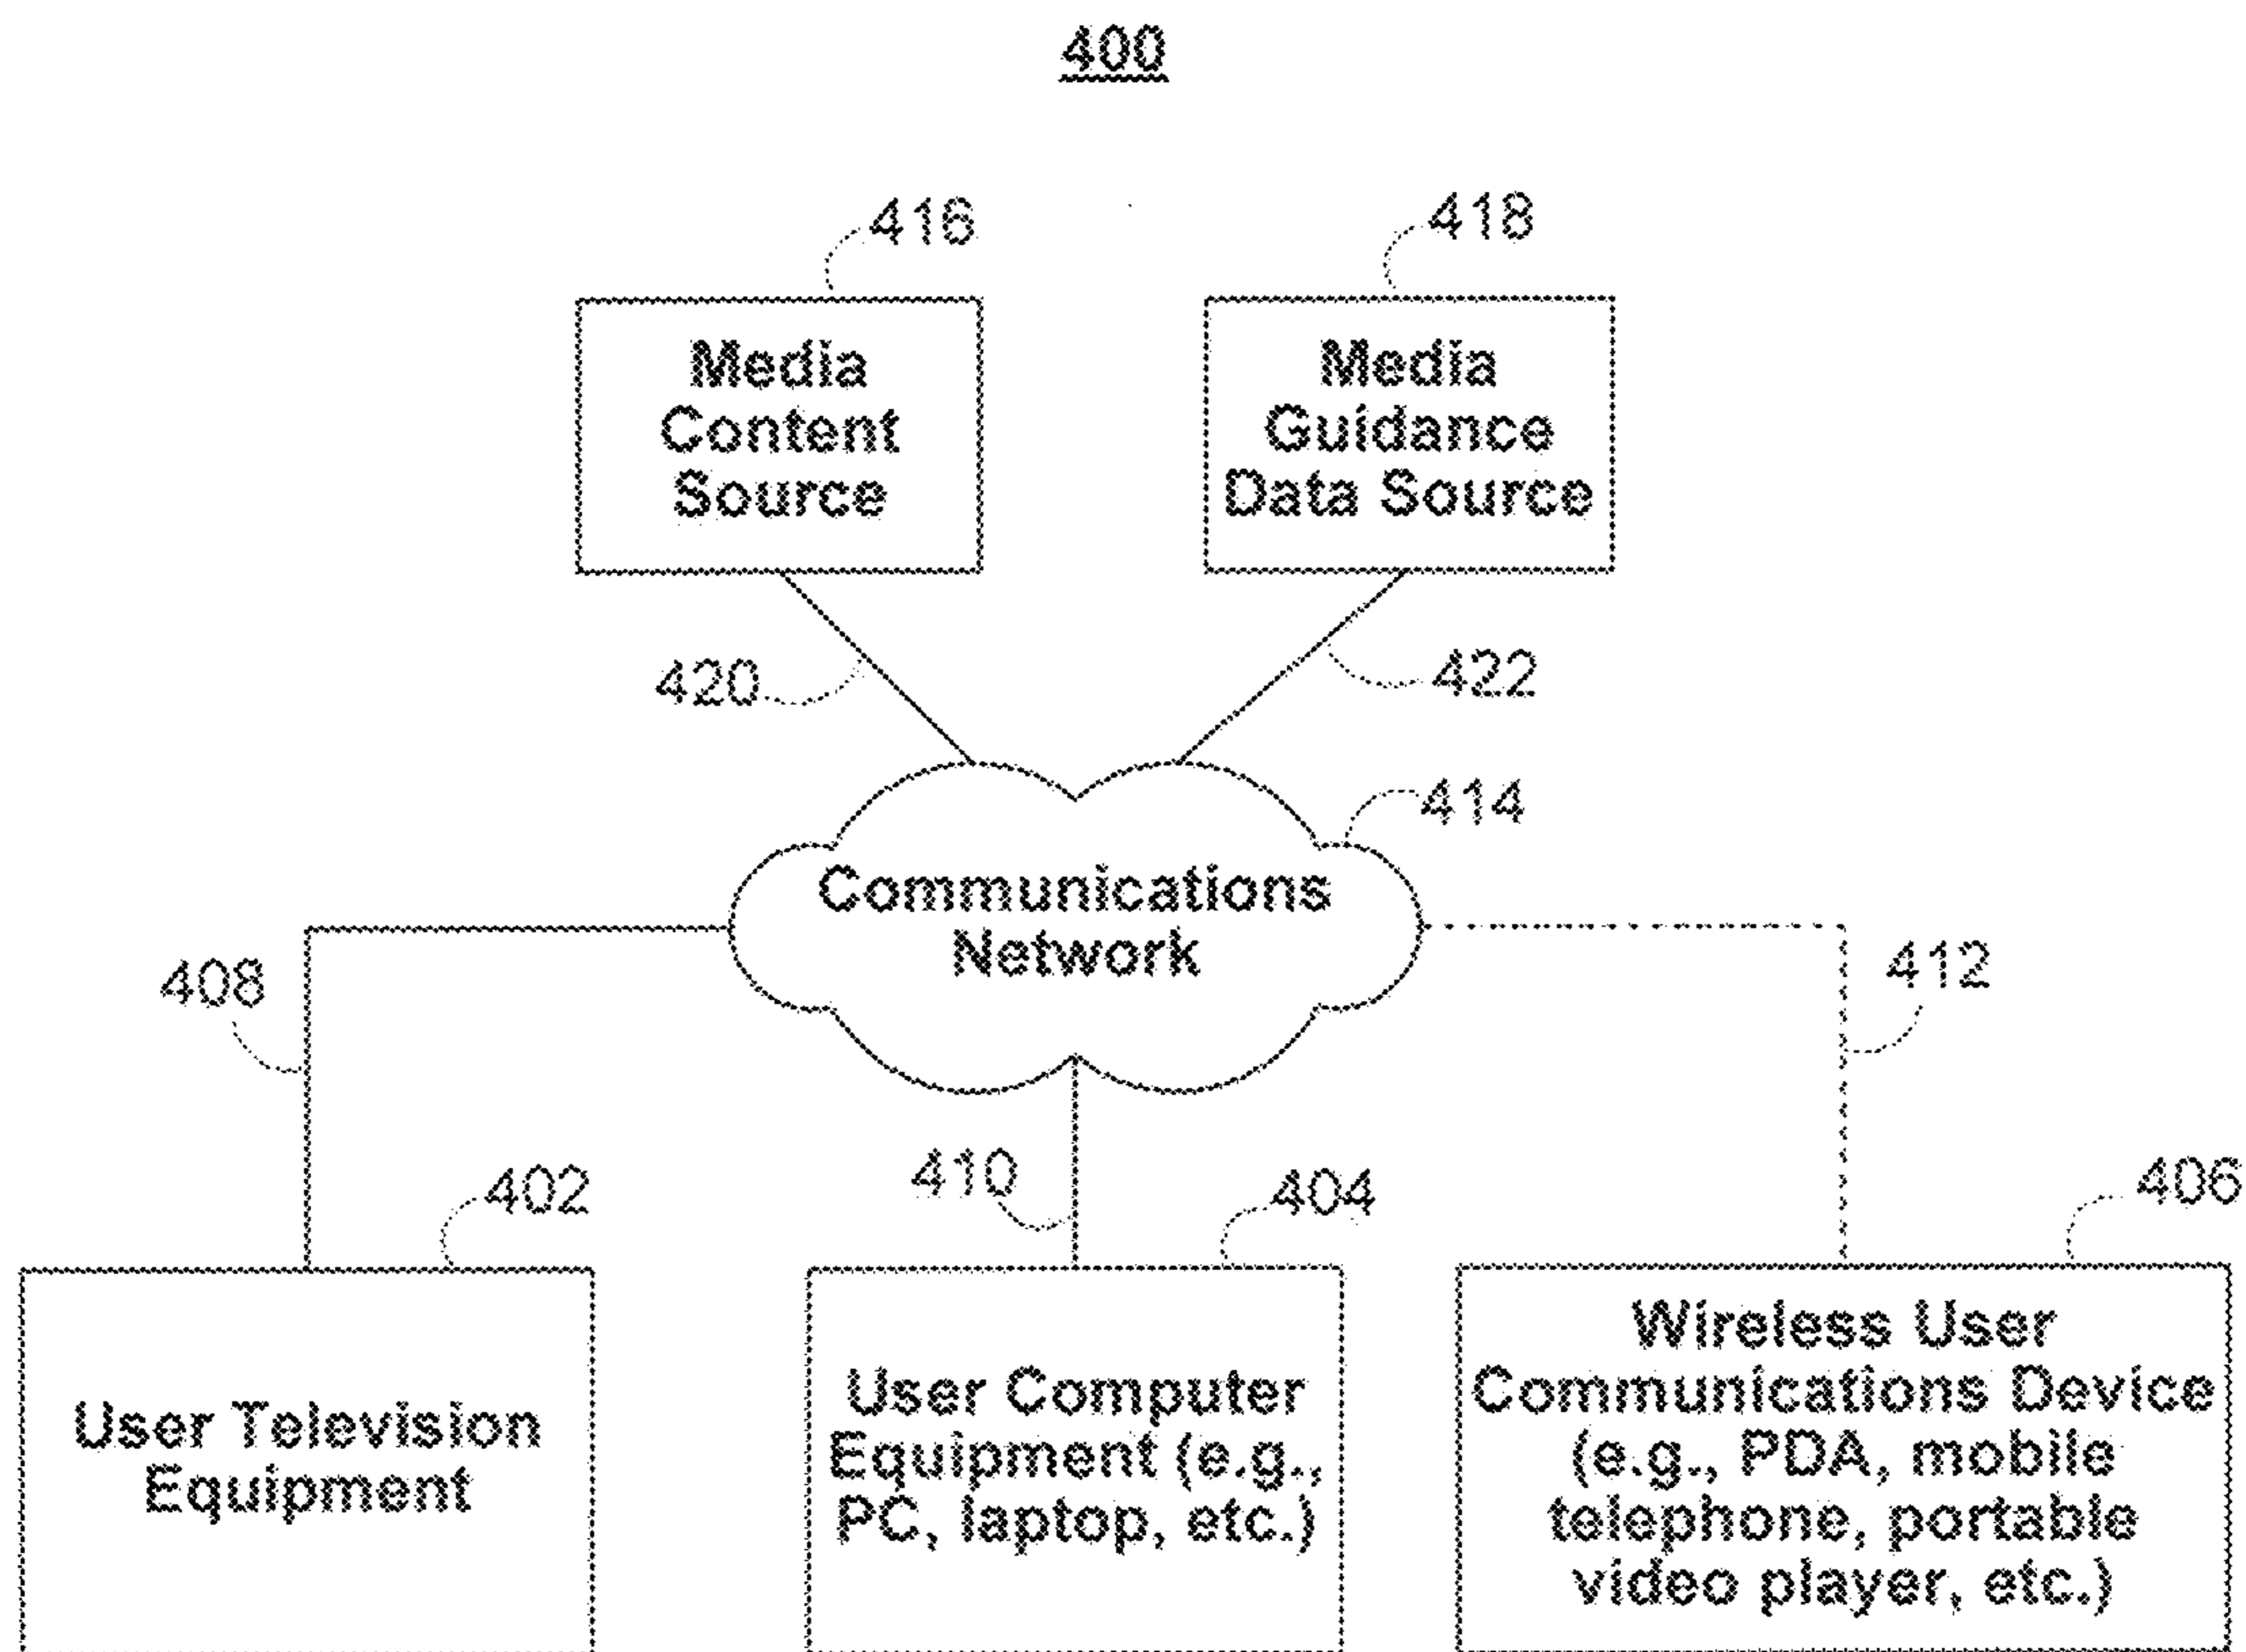 400
416
418
Media
Content
Source
Media
Guidance
Data Source
420
422
414
Communications
Network
408
412
410
402
404
406
User Television
Equipment
User Computer
Equipment (e.g.,
PC, laptop, etc.)
Wireless User
Communications Device
(e.g., PDA, mobile
telephone, portable
video player, etc.)